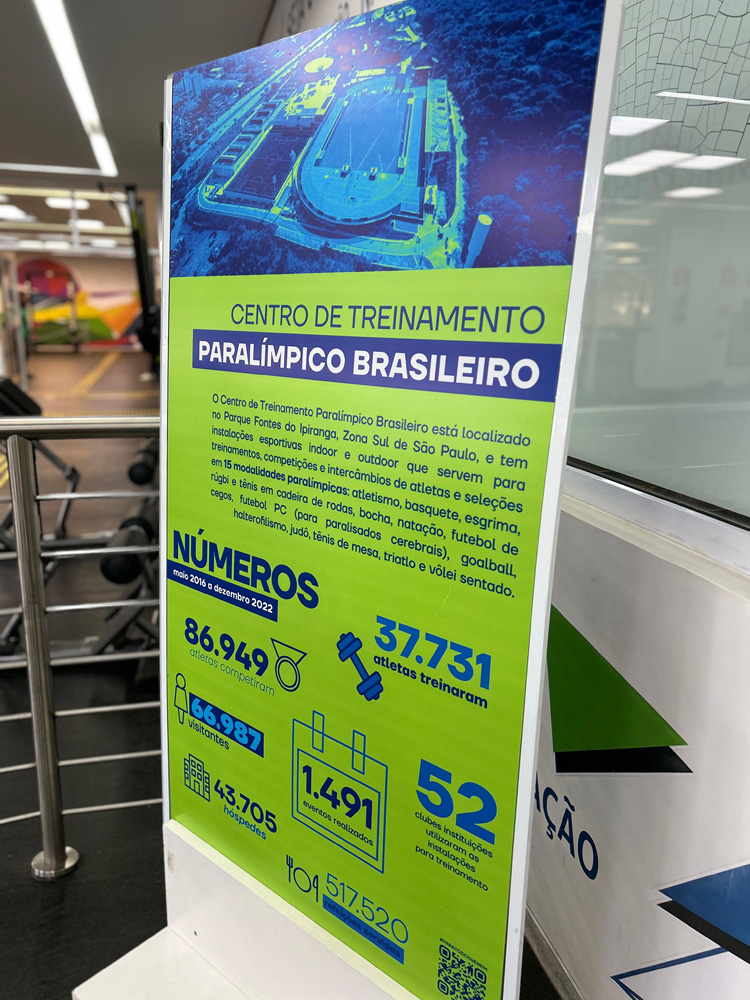 CENTRO DE TREINAMENTO
PARALÍMPICO BRASILEIRO
O Centro de Treinamento Paralímpico Brasileiro está localizado
no Parque Fontes do Ipiranga, Zona Sul de São Paulo, e tem
instalações esportivas indoor e outdoor que servem para
treinamentos, competições e intercâmbios de atletas e seleções
em 15 modalidades paralímpicas: atletismo, basquete, esgrima,
rúgbi e tênis em cadeira de rodas, bocha, natação, futebol de
cegos, futebol PC (para paralisados cerebrais), goalball,
halterofilismo, judô, tênis de mesa, triatlo e vôlei sentado.
NÚMEROS
maio 2016 a dezembro 2022
86.949
atletas competiram
37.731
atletas treinaram
66.987
visitantes
43.705
hóspedes
1.491
eventos realizados
52
clubes instituições
utilizaram as
instalações
para treinamento
517.520
refeições servidas
AÇÃO